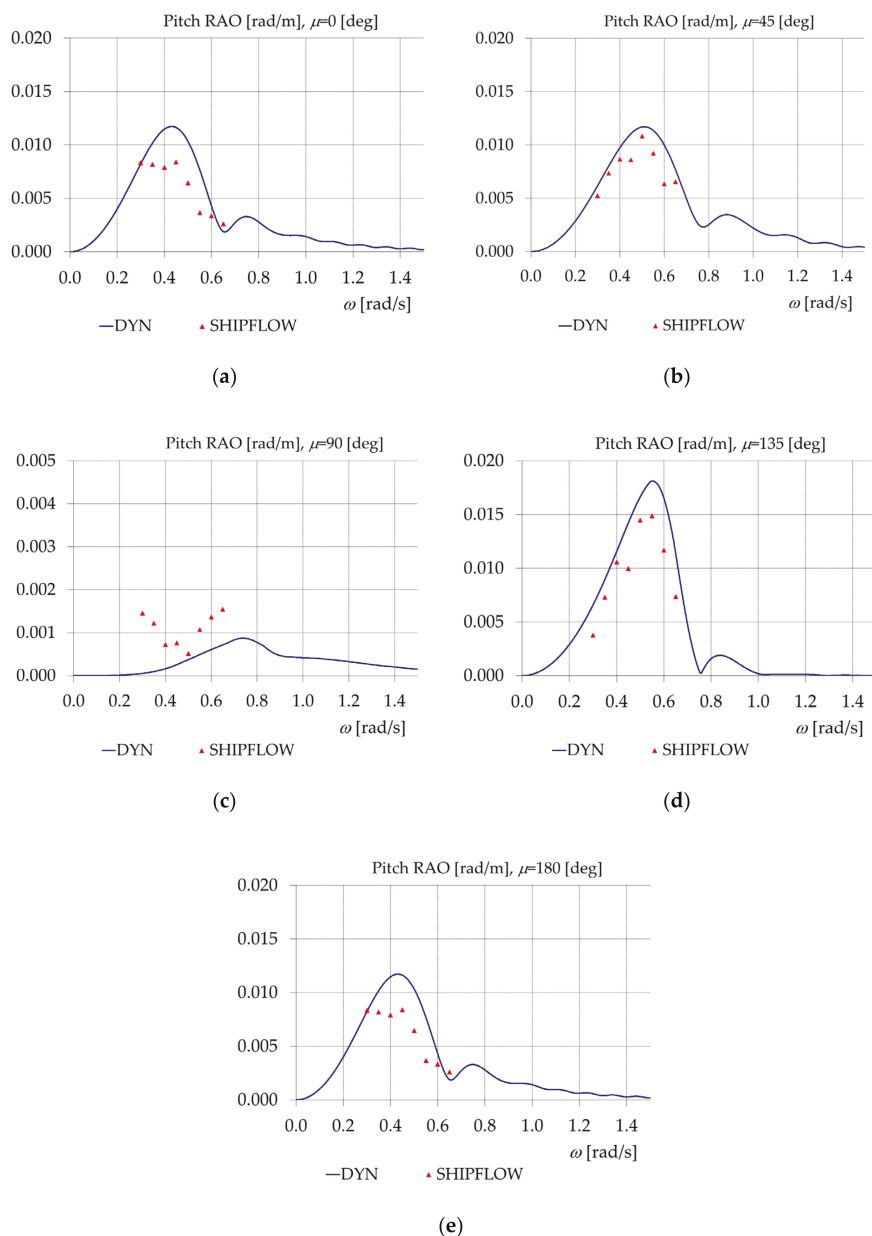 Pitch RAO [rad/m], μ=0 [deg]
0.020
0.015
0.010
0.005
0.000
0.0 0.2 0.4 0.6 0.8 1.0 1.2 1.4
ω [rad/s]
DYN SHIPFLOW
(a)
Pitch RAO [rad/m], μ=45 [deg]
0.020
0.015
0.010
0.005
0.000
0.0 0.2 0.4 0.6 0.8 1.0 1.2 1.4
ω [rad/s]
DYN SHIPFLOW
(b)
Pitch RAO [rad/m], μ=90 [deg]
0.005
0.004
0.003
0.002
0.001
0.000
0.0 0.2 0.4 0.6 0.8 1.0 1.2 1.4
ω [rad/s]
DYN SHIPFLOW
(c)
Pitch RAO [rad/m], μ=135 [deg]
0.020
0.015
0.010
0.005
0.000
0.0 0.2 0.4 0.6 0.8 1.0 1.2 1.4
ω [rad/s]
DYN SHIPFLOW
(d)
Pitch RAO [rad/m], μ=180 [deg]
0.020
0.015
0.010
0.005
0.000
0.0 0.2 0.4 0.6 0.8 1.0 1.2 1.4
ω [rad/s]
DYN SHIPFLOW
(e)